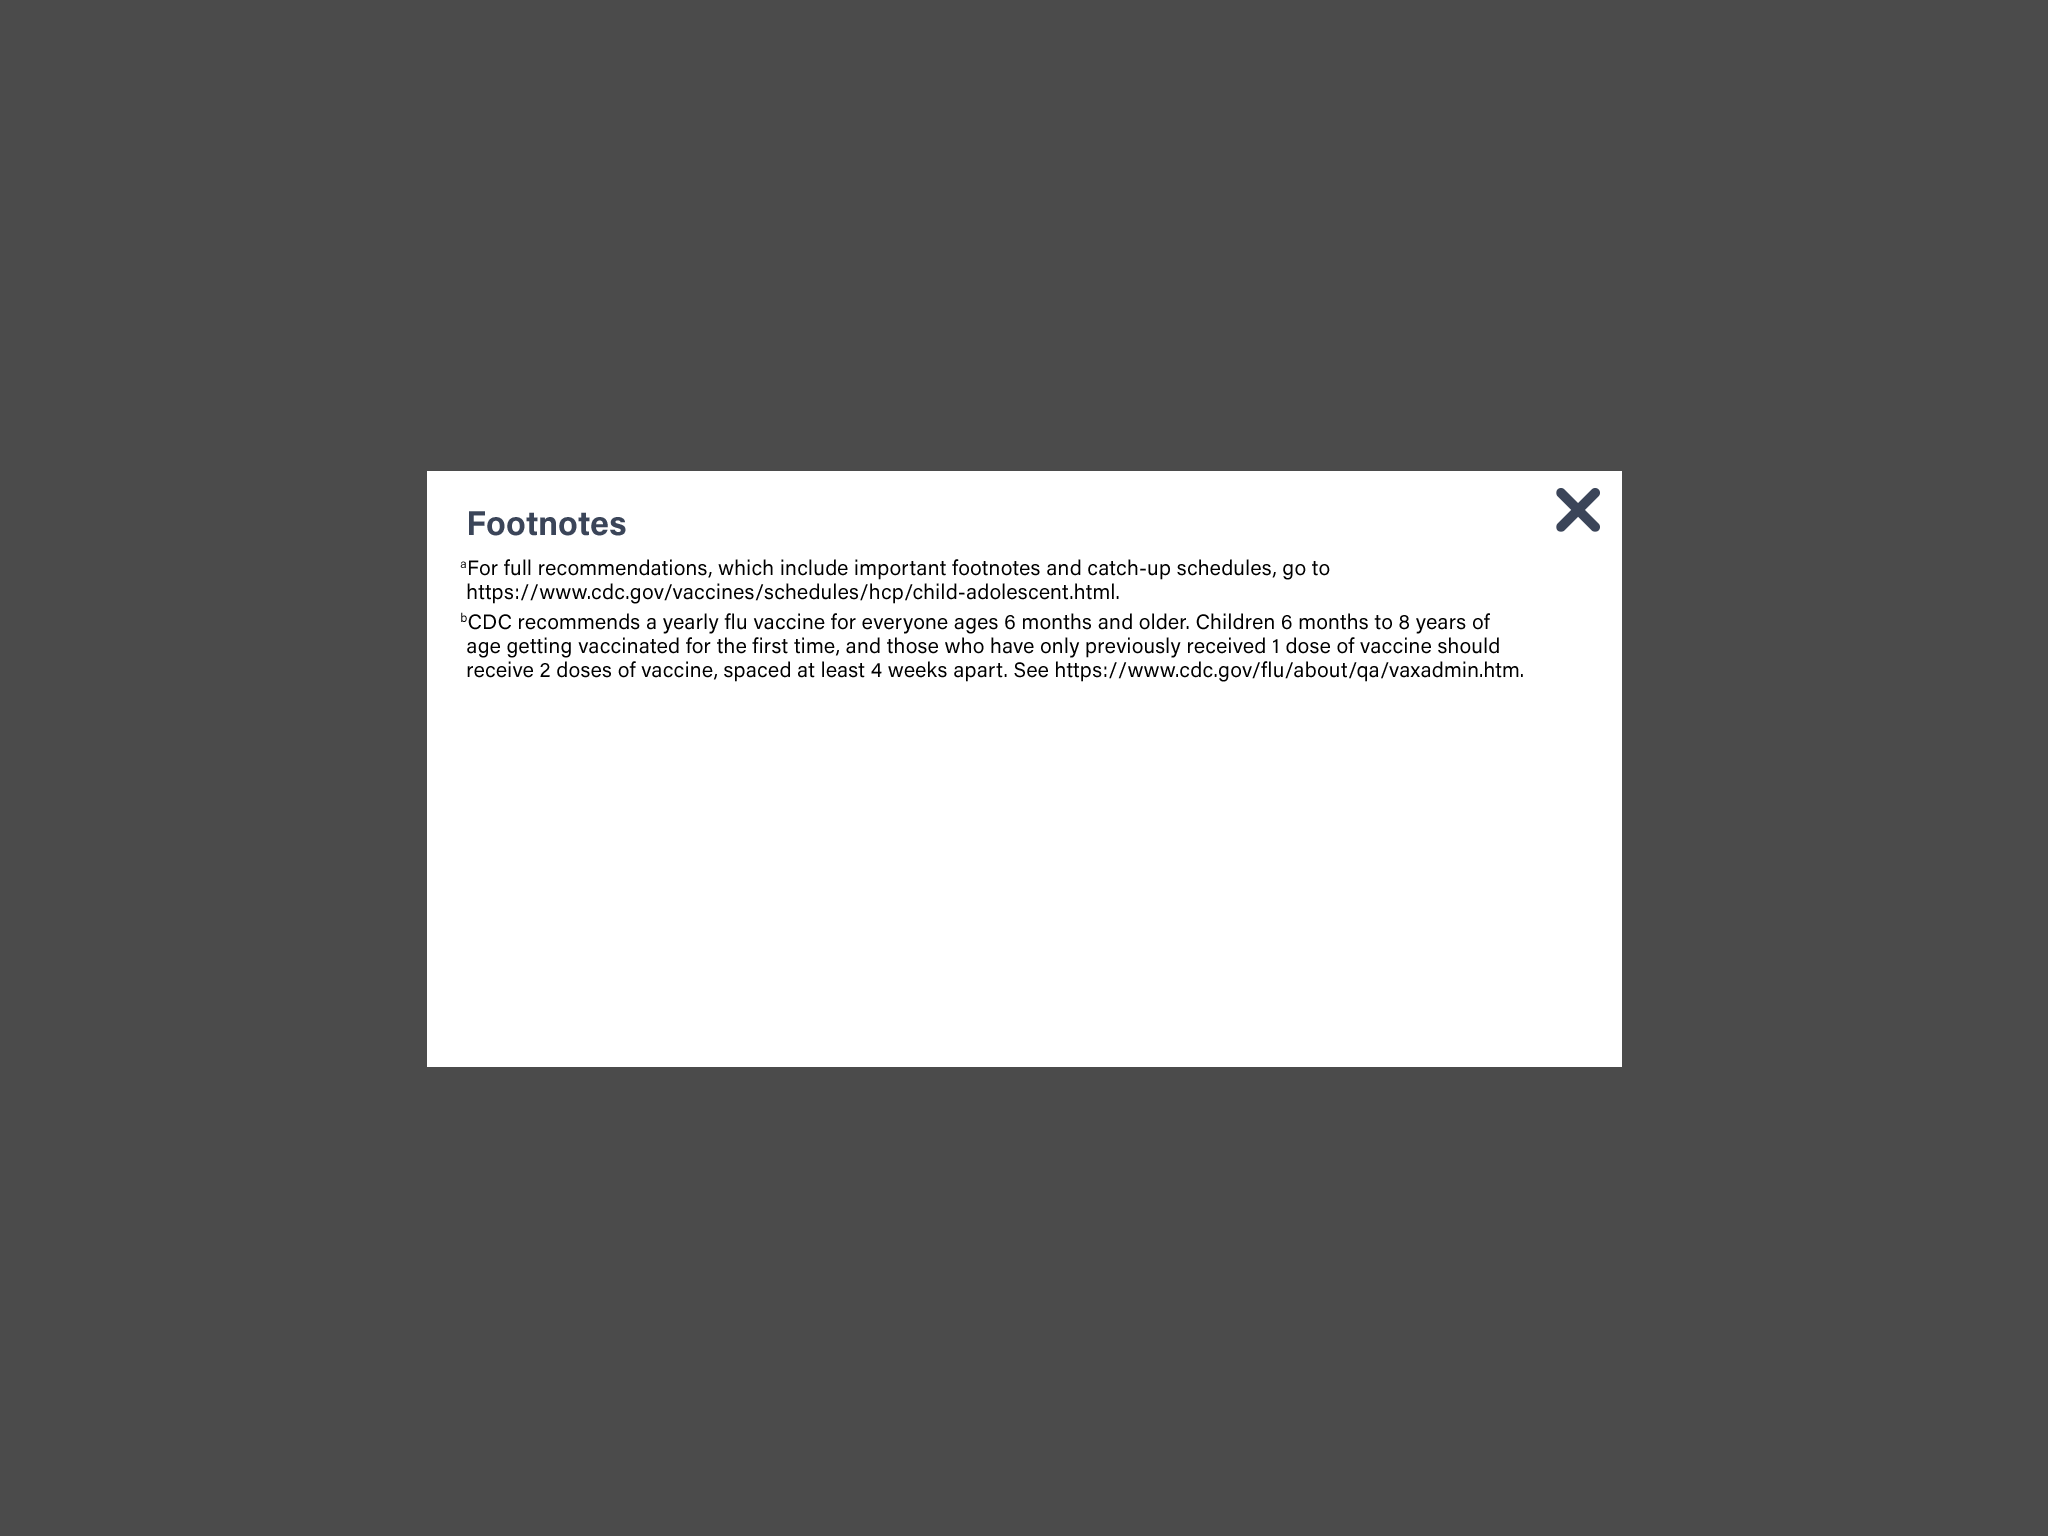 Footnotes
ᵃFor full recommendations, which include important footnotes and catch-up schedules, go to
https://www.cdc.gov/vaccines/schedules/hcp/child-adolescent.html.
ᵇCDC recommends a yearly flu vaccine for everyone ages 6 months and older. Children 6 months to 8 years of
age getting vaccinated for the first time, and those who have only previously received 1 dose of vaccine should
receive 2 doses of vaccine, spaced at least 4 weeks apart. See https://www.cdc.gov/flu/about/qa/vaxadmin.htm.